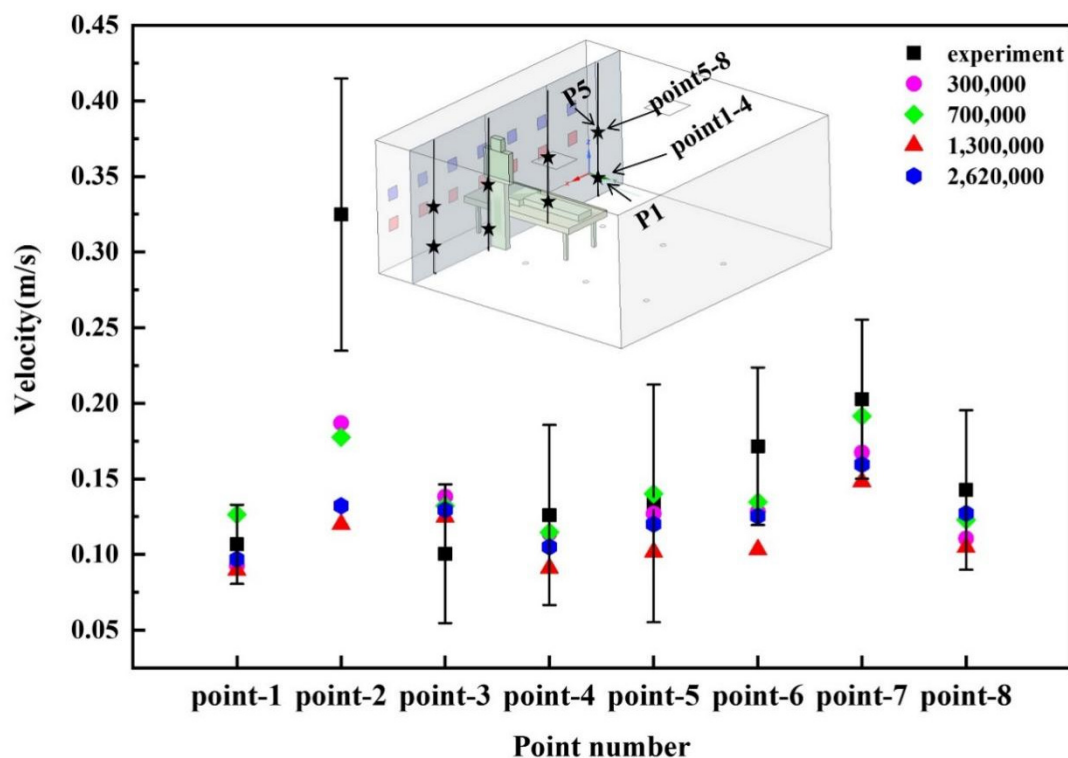 0.45
0.40
0.35
0.30
0.25
0.20
0.15
0.10
0.05
Velocity(m/s)
experiment
300,000
700,000
1,300,000
2,620,000
P5
point5-8
point1-4
P1
point-1 point-2 point-3 point-4 point-5 point-6 point-7 point-8
Point number